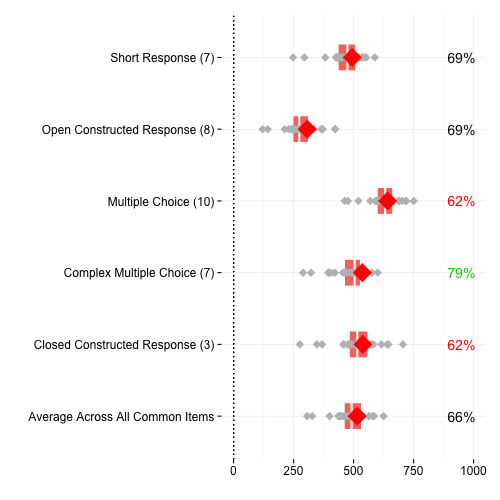 Short Response (7) 69%
Open Constructed Response (8) 69%
Multiple Choice (10) 62%
Complex Multiple Choice (7) 79%
Closed Constructed Response (3) 62%
Average Across All Common Items 66%
0 250 500 750 1000